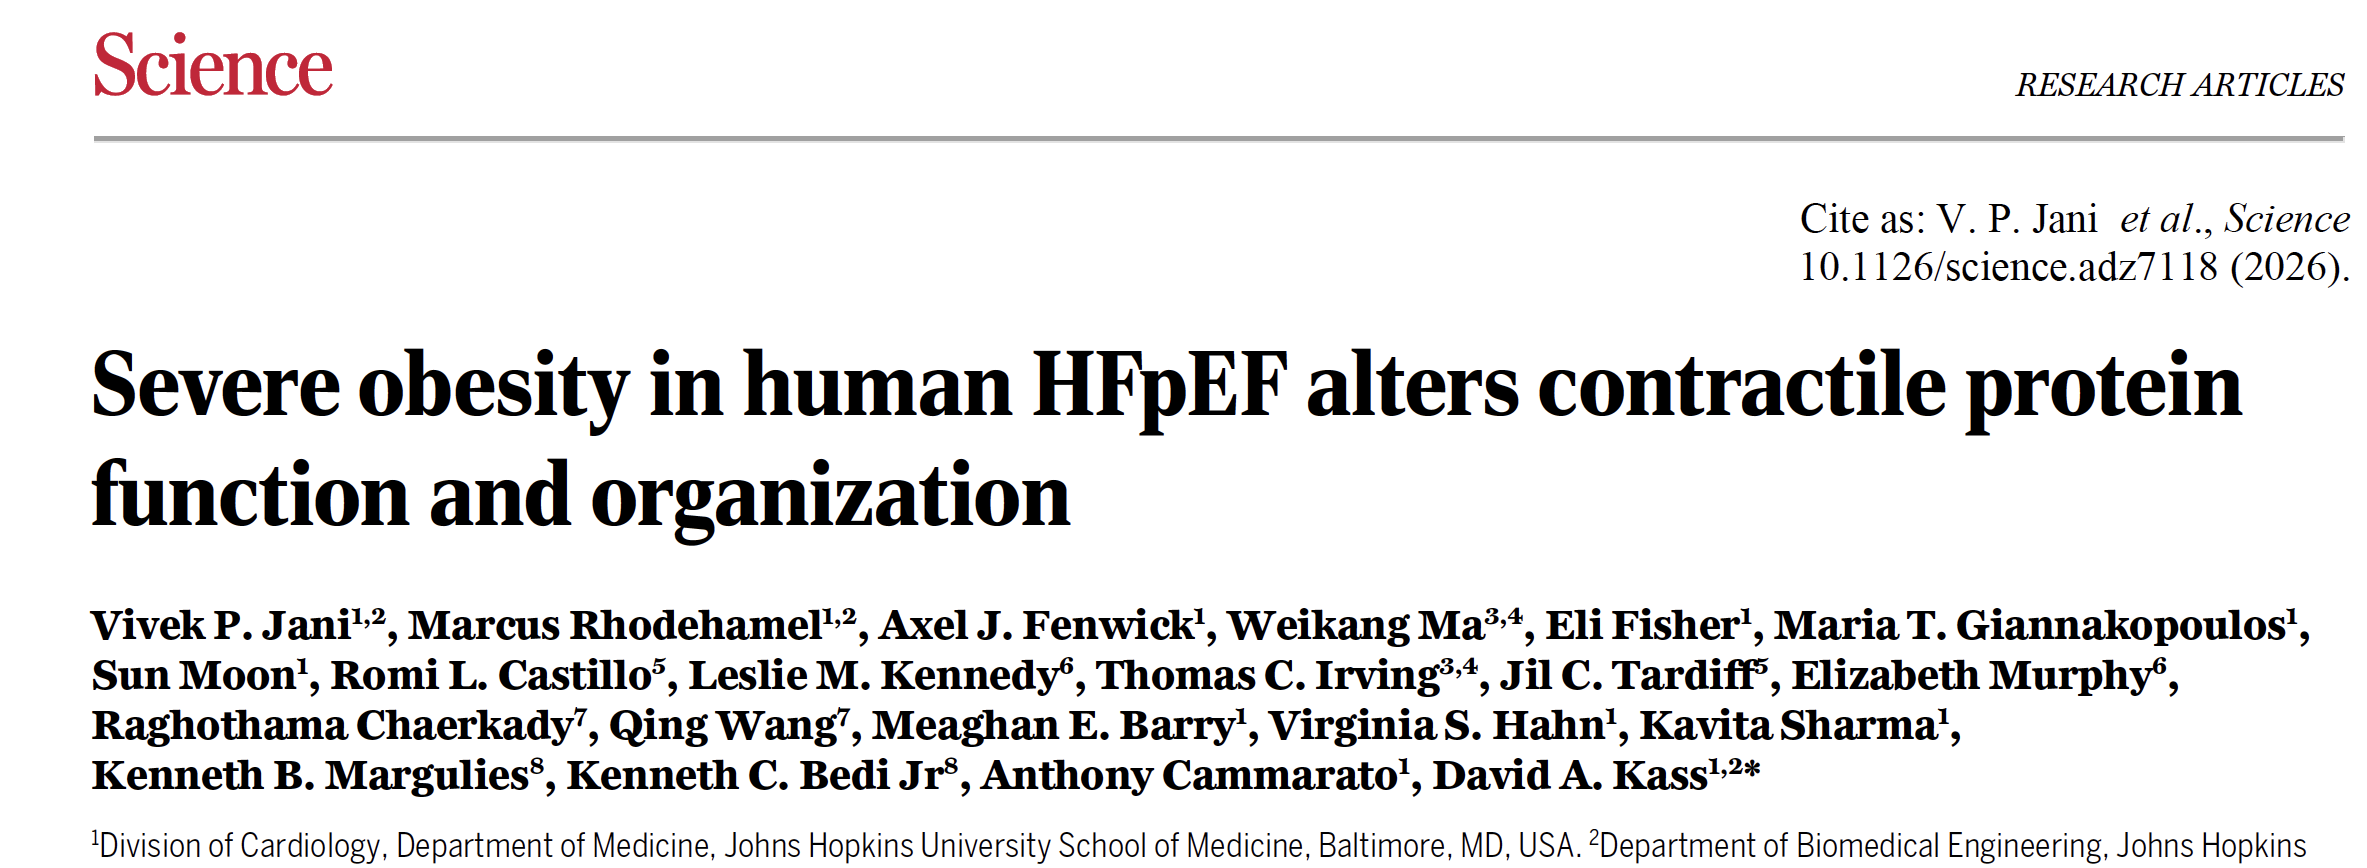 Science
RESEARCH ARTICLES
Cite as: V. P. Jani et al., Science
10.1126/science.adz7118 (2026).
Severe obesity in human HFpEF alters contractile protein
function and organization
Vivek P. Jani1,2, Marcus Rhodehamel1,2, Axel J. Fenwick1, Weikang Ma3,4, Eli Fisher1, Maria T. Giannakopoulos1,
Sun Moon1, Romi L. Castillo5, Leslie M. Kennedy6, Thomas C. Irving3,4, Jil C. Tardiff5, Elizabeth Murphy6,
Raghothama Chaerkady7, Qing Wang7, Meaghan E. Barry1, Virginia S. Hahn1, Kavita Sharma1,
Kenneth B. Margulies8, Kenneth C. Bedi Jr8, Anthony Cammarato1, David A. Kass1,2*
1Division of Cardiology, Department of Medicine, Johns Hopkins University School of Medicine, Baltimore, MD, USA. 2Department of Biomedical Engineering, Johns Hopkins